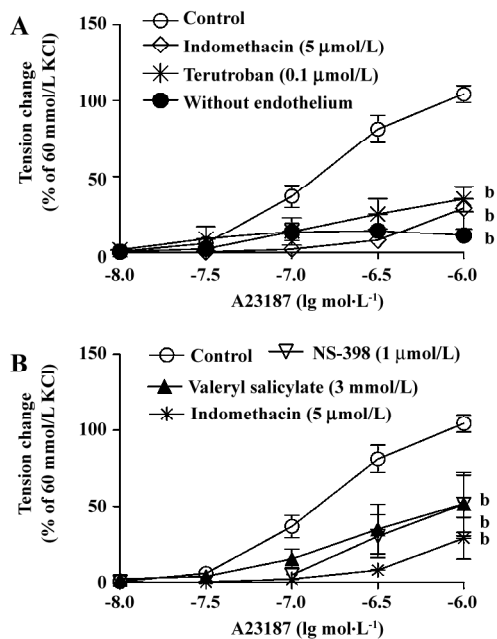 A
Control
Indomethacin (5 μmol/L)
Terutroban (0.1 μmol/L)
Without endothelium
Tension change
(% of 60 mmol/L KCl)
150
100
50
0
b
b
b
-8.0 -7.5 -7.0 -6.5 -6.0
A23187 (lg mol·L-1)
B
Control NS-398 (1 μmol/L)
Valeryl salicylate (3 mmol/L)
Indomethacin (5 μmol/L)
Tension change
(% of 60 mmol/L KCl)
150
100
50
0
b
b
b
-8.0 -7.5 -7.0 -6.5 -6.0
A23187 (lg mol·L-1)